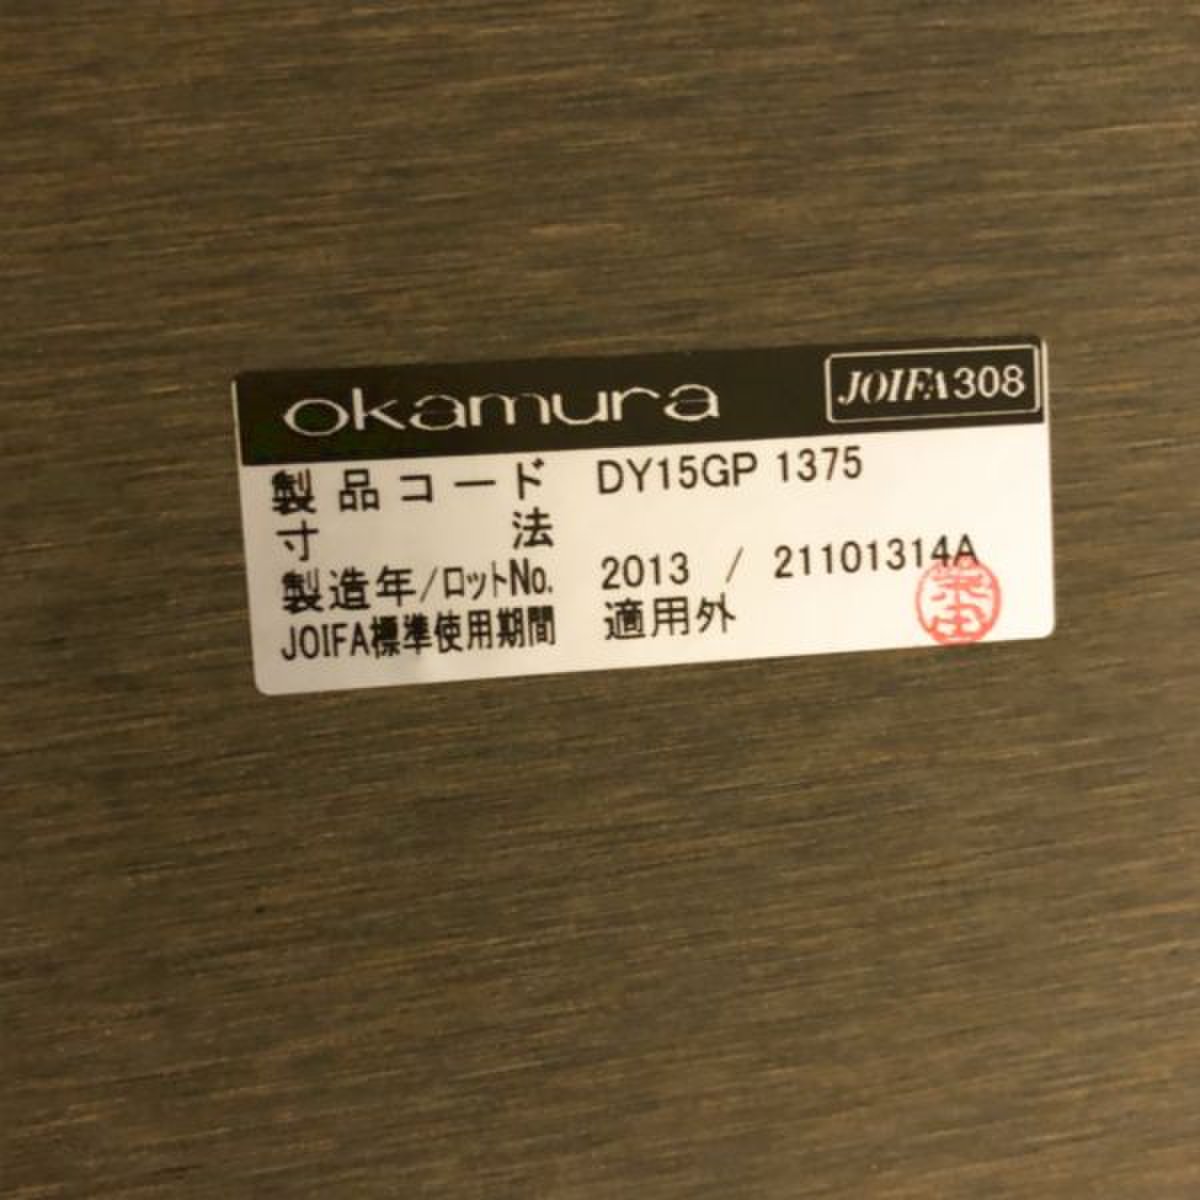 okamura JOIFA308
製品コード DY15GP 1375
寸法
製造年/ロットNo. 2013 / 21101314A
JOIFA標準使用期間 適用外